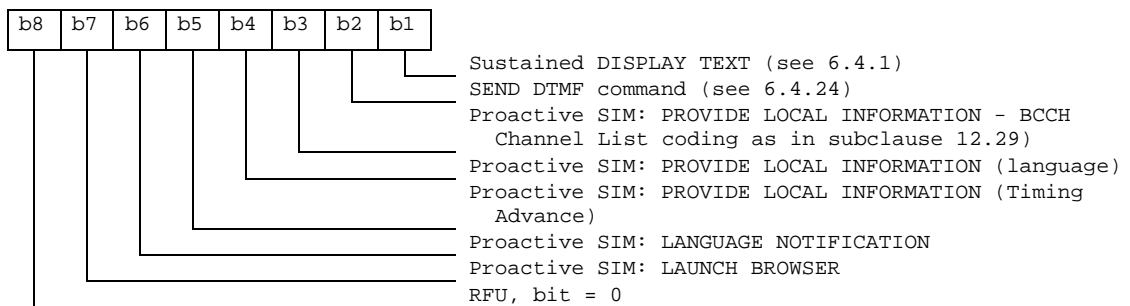 b8 b7 b6 b5 b4 b3 b2 b1
Sustained DISPLAY TEXT (see 6.4.1)
SEND DTMF command (see 6.4.24)
Proactive SIM: PROVIDE LOCAL INFORMATION - BCCH
Channel List coding as in subclause 12.29)
Proactive SIM: PROVIDE LOCAL INFORMATION (language)
Proactive SIM: PROVIDE LOCAL INFORMATION (Timing
Advance)
Proactive SIM: LANGUAGE NOTIFICATION
Proactive SIM: LAUNCH BROWSER
RFU, bit = 0